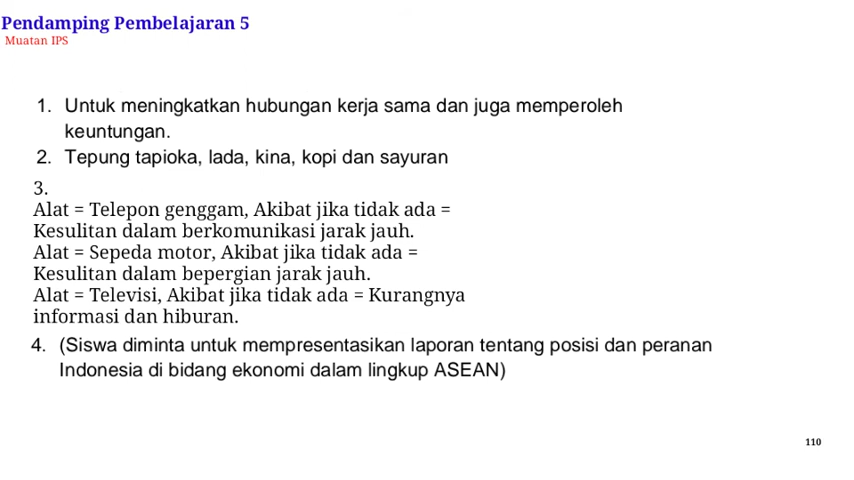 Pendamping Pembelajaran 5
Muatan IPS
1. Untuk meningkatkan hubungan kerja sama dan juga memperoleh
keuntungan.
2. Tepung tapioka, lada, kina, kopi dan sayuran
3.
Alat = Telepon genggam, Akibat jika tidak ada =
Kesulitan dalam berkomunikasi jarak jauh.
Alat = Sepeda motor, Akibat jika tidak ada =
Kesulitan dalam bepergian jarak jauh.
Alat = Televisi, Akibat jika tidak ada = Kurangnya
informasi dan hiburan.
4. (Siswa diminta untuk mempresentasikan laporan tentang posisi dan peranan
Indonesia di bidang ekonomi dalam lingkup ASEAN)
110